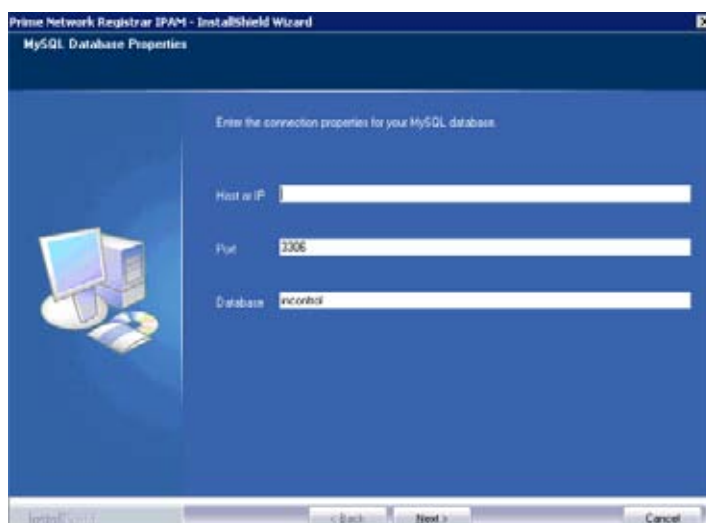 Prime Network Registrar IPAM - InstallShield Wizard
MySQL Database Properties
Enter the connection properties for your MySQL database.
Host or IP
Port 3306
Database incontrol
InstallShield
< Back Next > Cancel